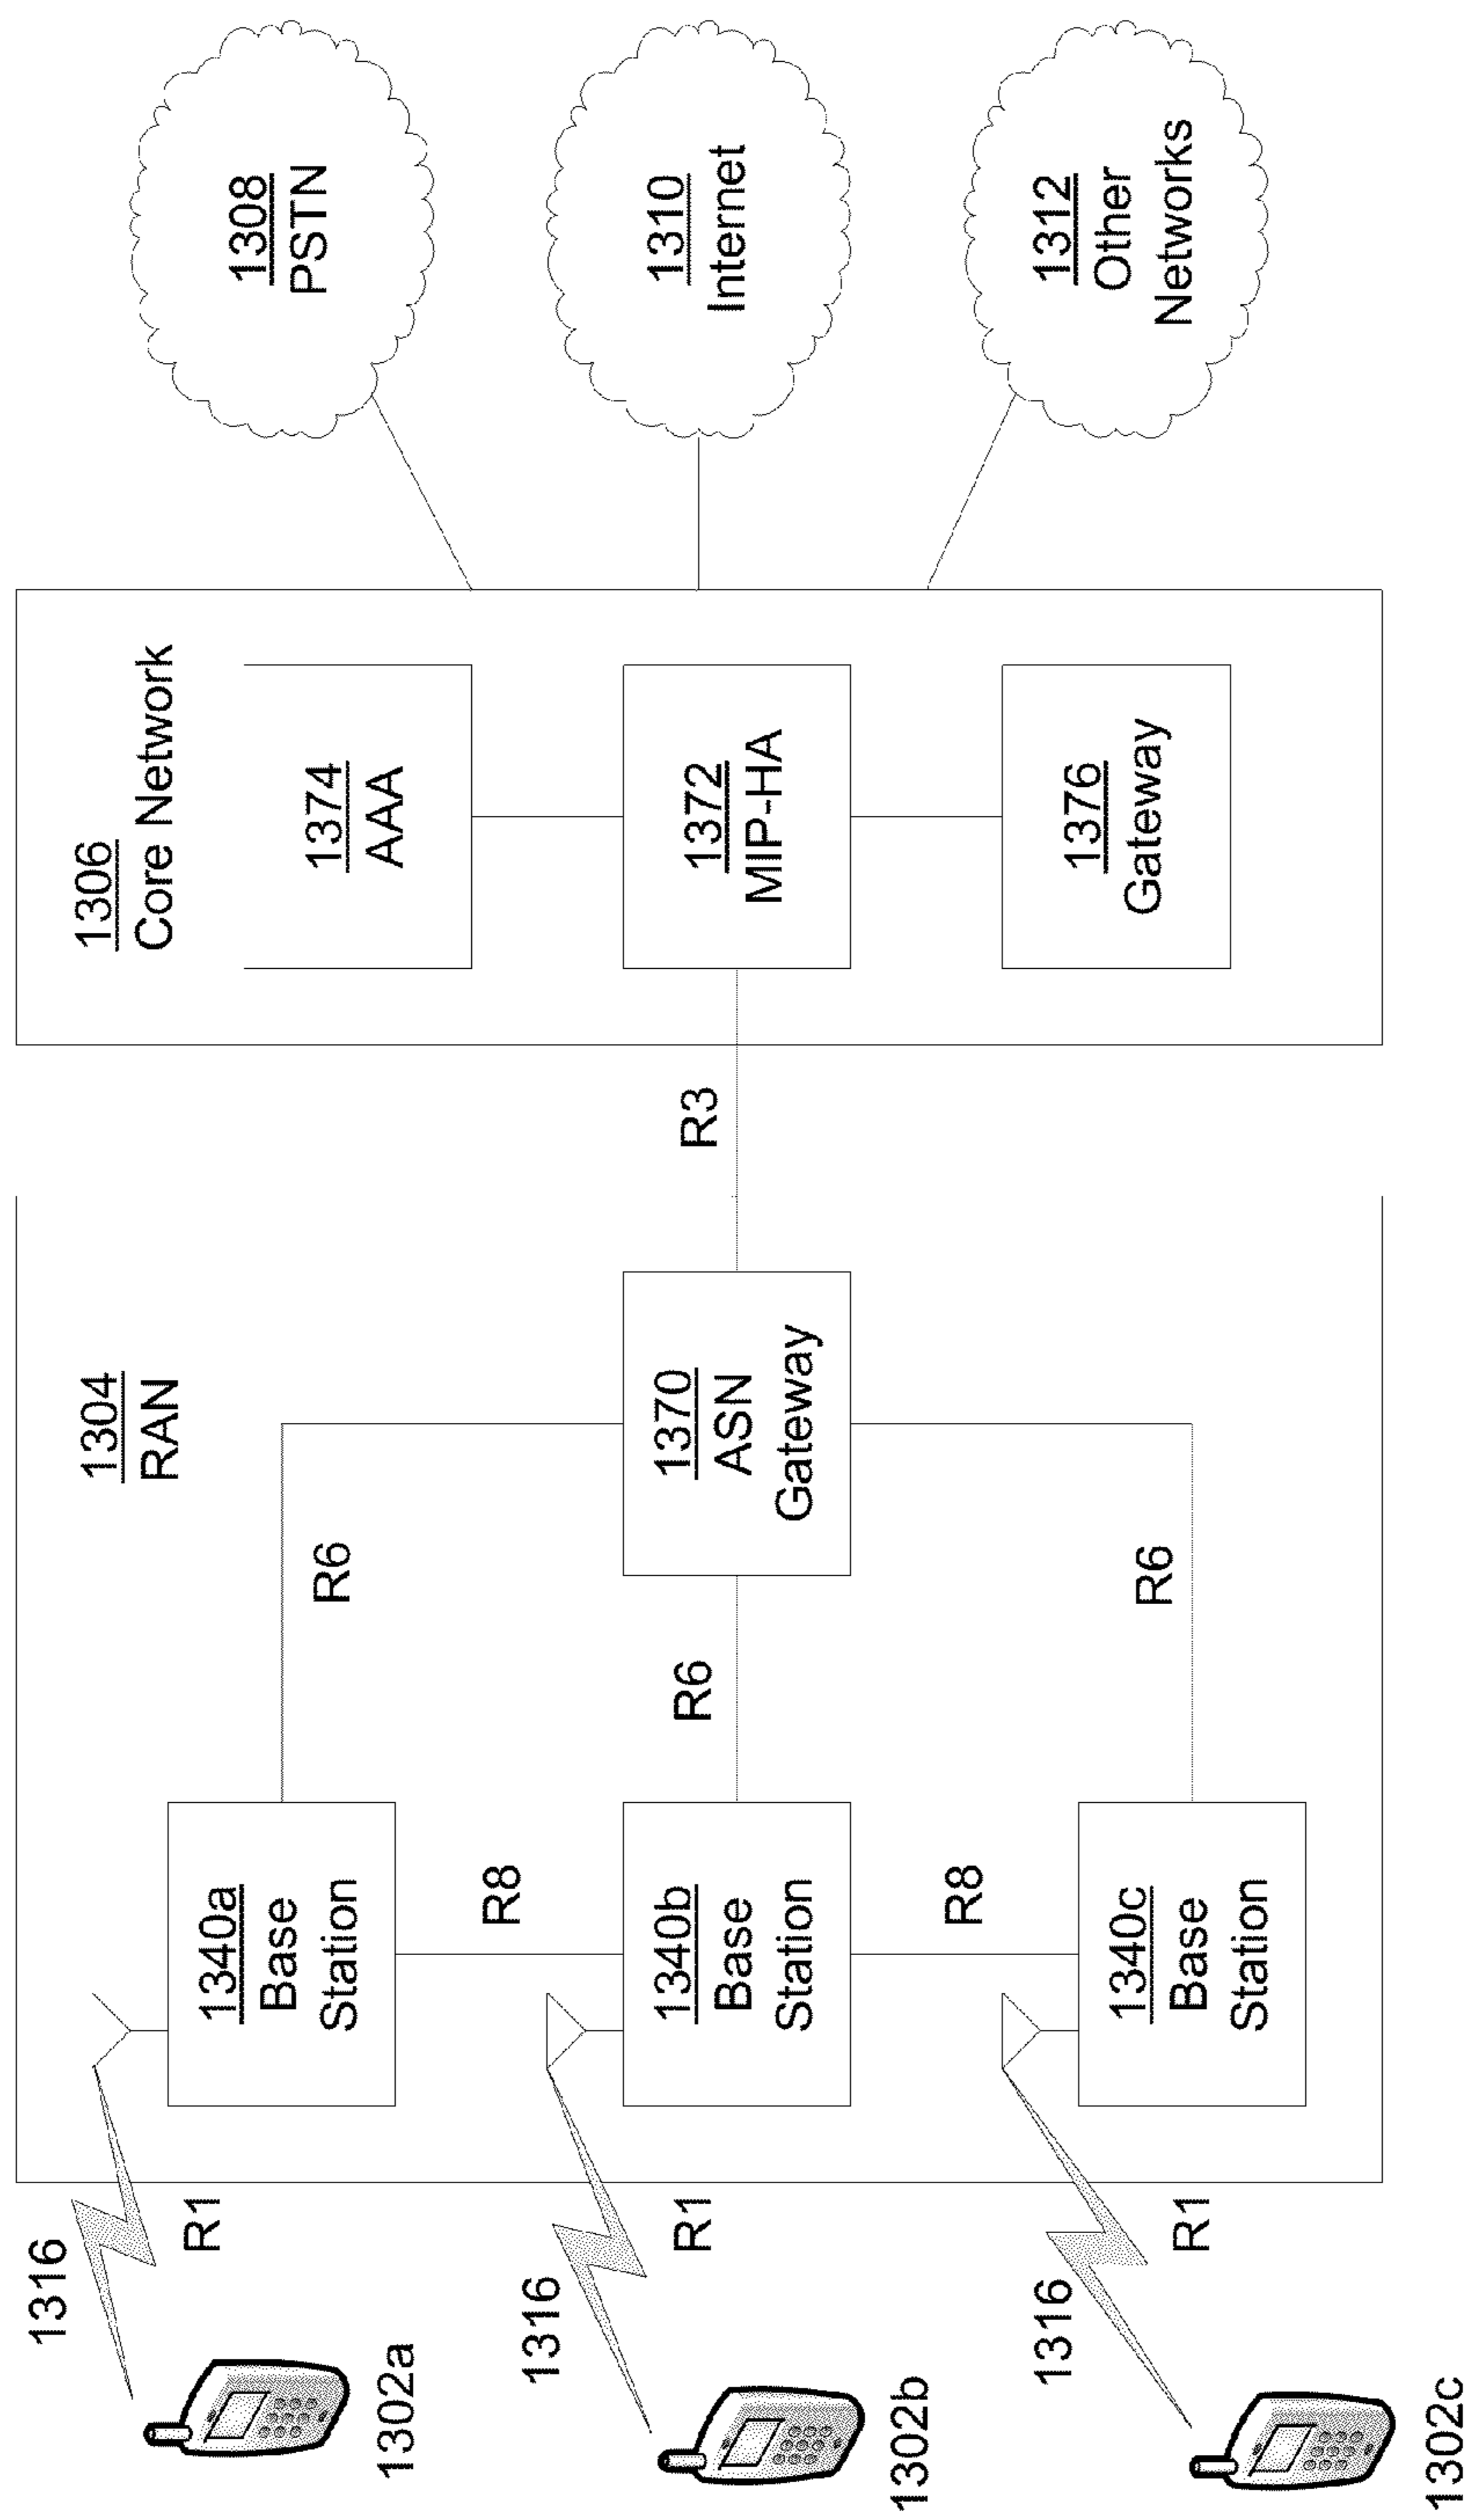 1316
1302a
R1
1340a
Base
Station
R6
1304
RAN
1306
Core Network
1374
AAA
1308
PSTN
R8
1316
1302b
R1
1340b
Base
Station
R6
1370
ASN
Gateway
R3
1372
MIP-HA
1310
Internet
R8
1316
1302c
R1
1340c
Base
Station
R6
1376
Gateway
1312
Other
Networks